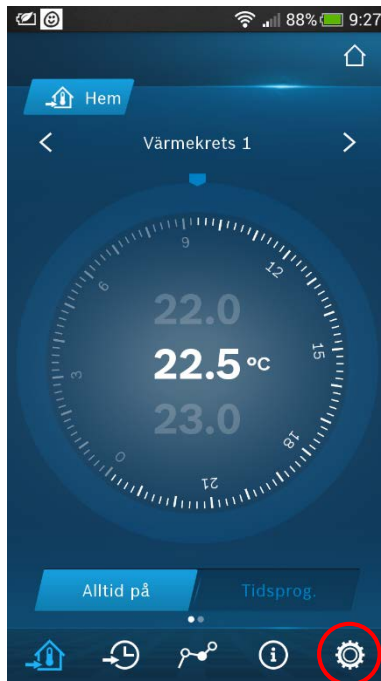 88% 9:27
Hem
Värmekrets 1
9
12
6
22.0
15
22.5 °C
3
23.0
18
0
21
Alltid på Tidsprog.